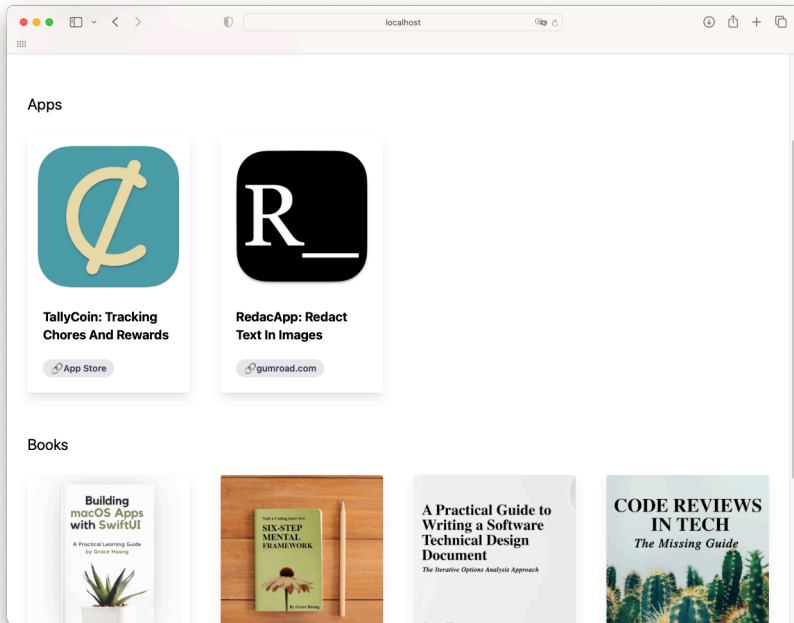 localhost
Apps
R_
TallyCoin: Tracking
Chores And Rewards
RedacApp: Redact
Text In Images
App Store
gumroad.com
Books
Building
macOS Apps
with SwiftUI
A Practical Learning Guide
by Grace Huang
Nail A Coding Interview
SIX-STEP
MENTAL
FRAMEWORK
By Grace Huang
A Practical Guide to
Writing a Software
Technical Design
Document
The Iterative Options Analysis Approach
CODE REVIEWS
IN TECH
The Missing Guide